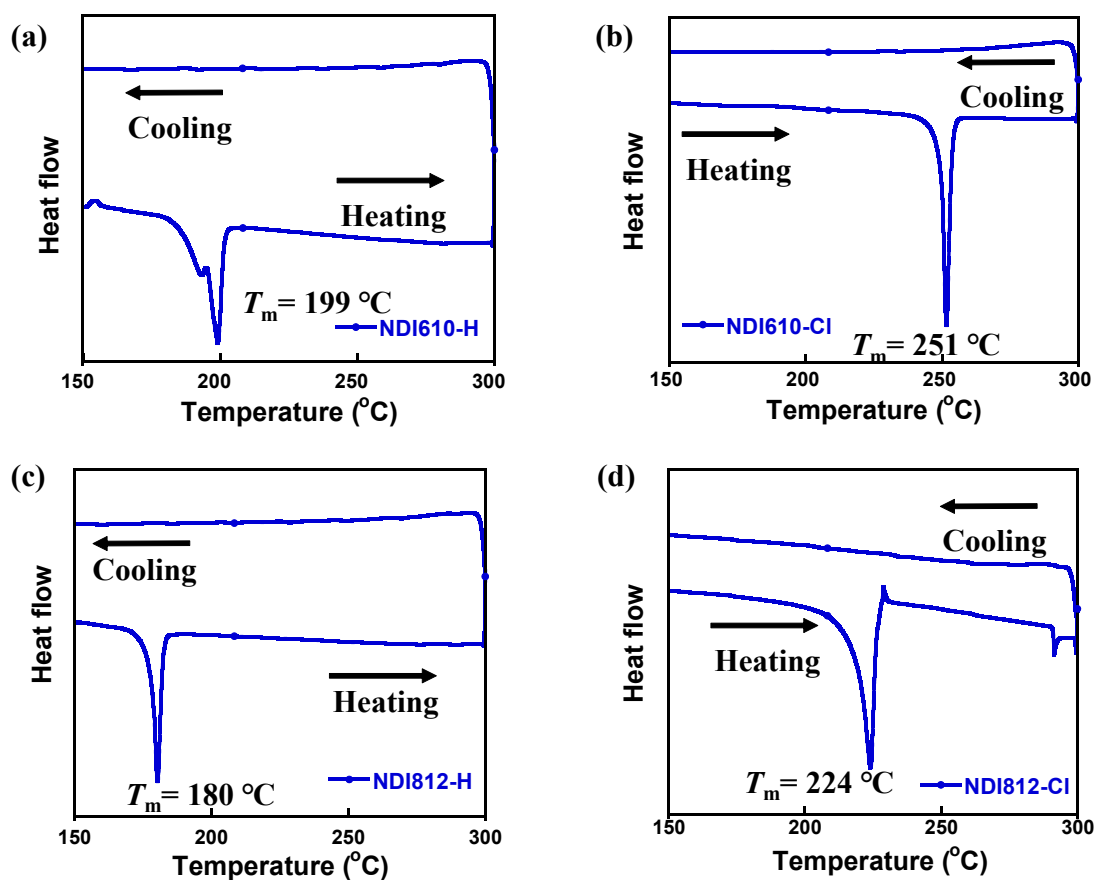 (a)
Cooling
Heating
Tm= 199 °C
NDI610-H
Heat flow
150 200 250 300
Temperature (°C)
(b)
Cooling
Heating
NDI610-Cl
Tm= 251 °C
Heat flow
150 200 250 300
Temperature (°C)
(c)
Cooling
Heating
NDI812-H
Tm= 180 °C
Heat flow
150 200 250 300
Temperature (°C)
(d)
Cooling
Heating
Tm= 224 °C
NDI812-Cl
Heat flow
150 200 250 300
Temperature (°C)